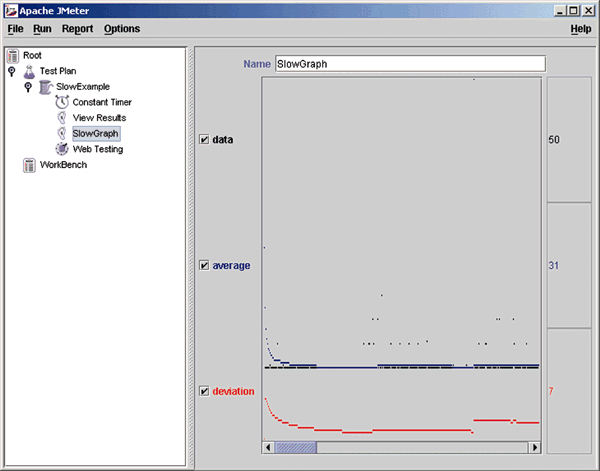 Apache JMeter
File Run Report Options Help
Root
Test Plan
SlowExample
Constant Timer
View Results
SlowGraph
Web Testing
WorkBench
Name SlowGraph
data 50
average 31
deviation 7